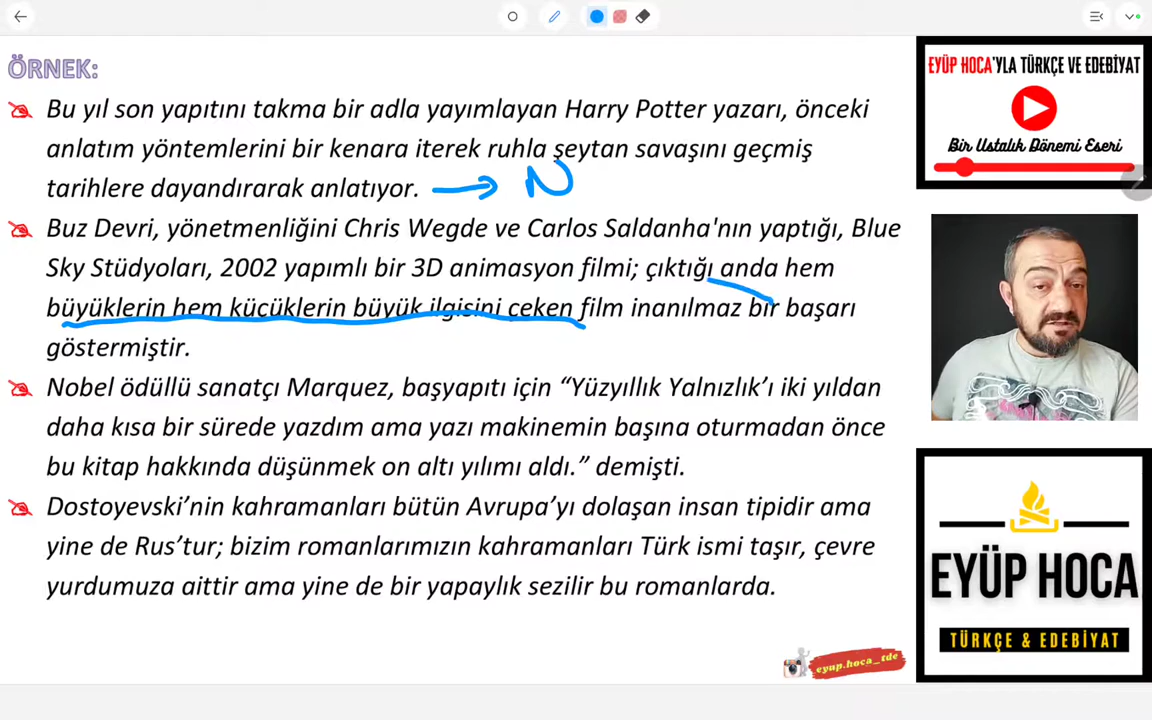 ÖRNEK:
Bu yıl son yapıtını takma bir adla yayımlayan Harry Potter yazarı, önceki
anlatım yöntemlerini bir kenara iterek ruhla şeytan savaşını geçmiş
tarihlere dayandırarak anlatıyor. → N
Buz Devri, yönetmenliğini Chris Wegde ve Carlos Saldanha'nın yaptığı, Blue
Sky Stüdyoları, 2002 yapımlı bir 3D animasyon filmi; çıktığı anda hem
büyüklerin hem küçüklerin büyük ilgisini çeken film inanılmaz bir başarı
göstermiştir.
Nobel ödüllü sanatçı Marquez, başyapıtı için “Yüzyıllık Yalnızlık’ı iki yıldan
daha kısa bir sürede yazdım ama yazı makinemin başına oturmadan önce
bu kitap hakkında düşünmek on altı yılımı aldı.” demişti.
Dostoyevski’nin kahramanları bütün Avrupa’yı dolaşan insan tipidir ama
yine de Rus’tur; bizim romanlarımızın kahramanları Türk ismi taşır, çevre
yurdumuza aittir ama yine de bir yapaylık sezilir bu romanlarda.
EYÜP HOCA'YLA TÜRKÇE VE EDEBİYAT
Bir Ustalık Dönemi Eseri
EYÜP HOCA
TÜRKÇE & EDEBİYAT
eyup.hoca_tde